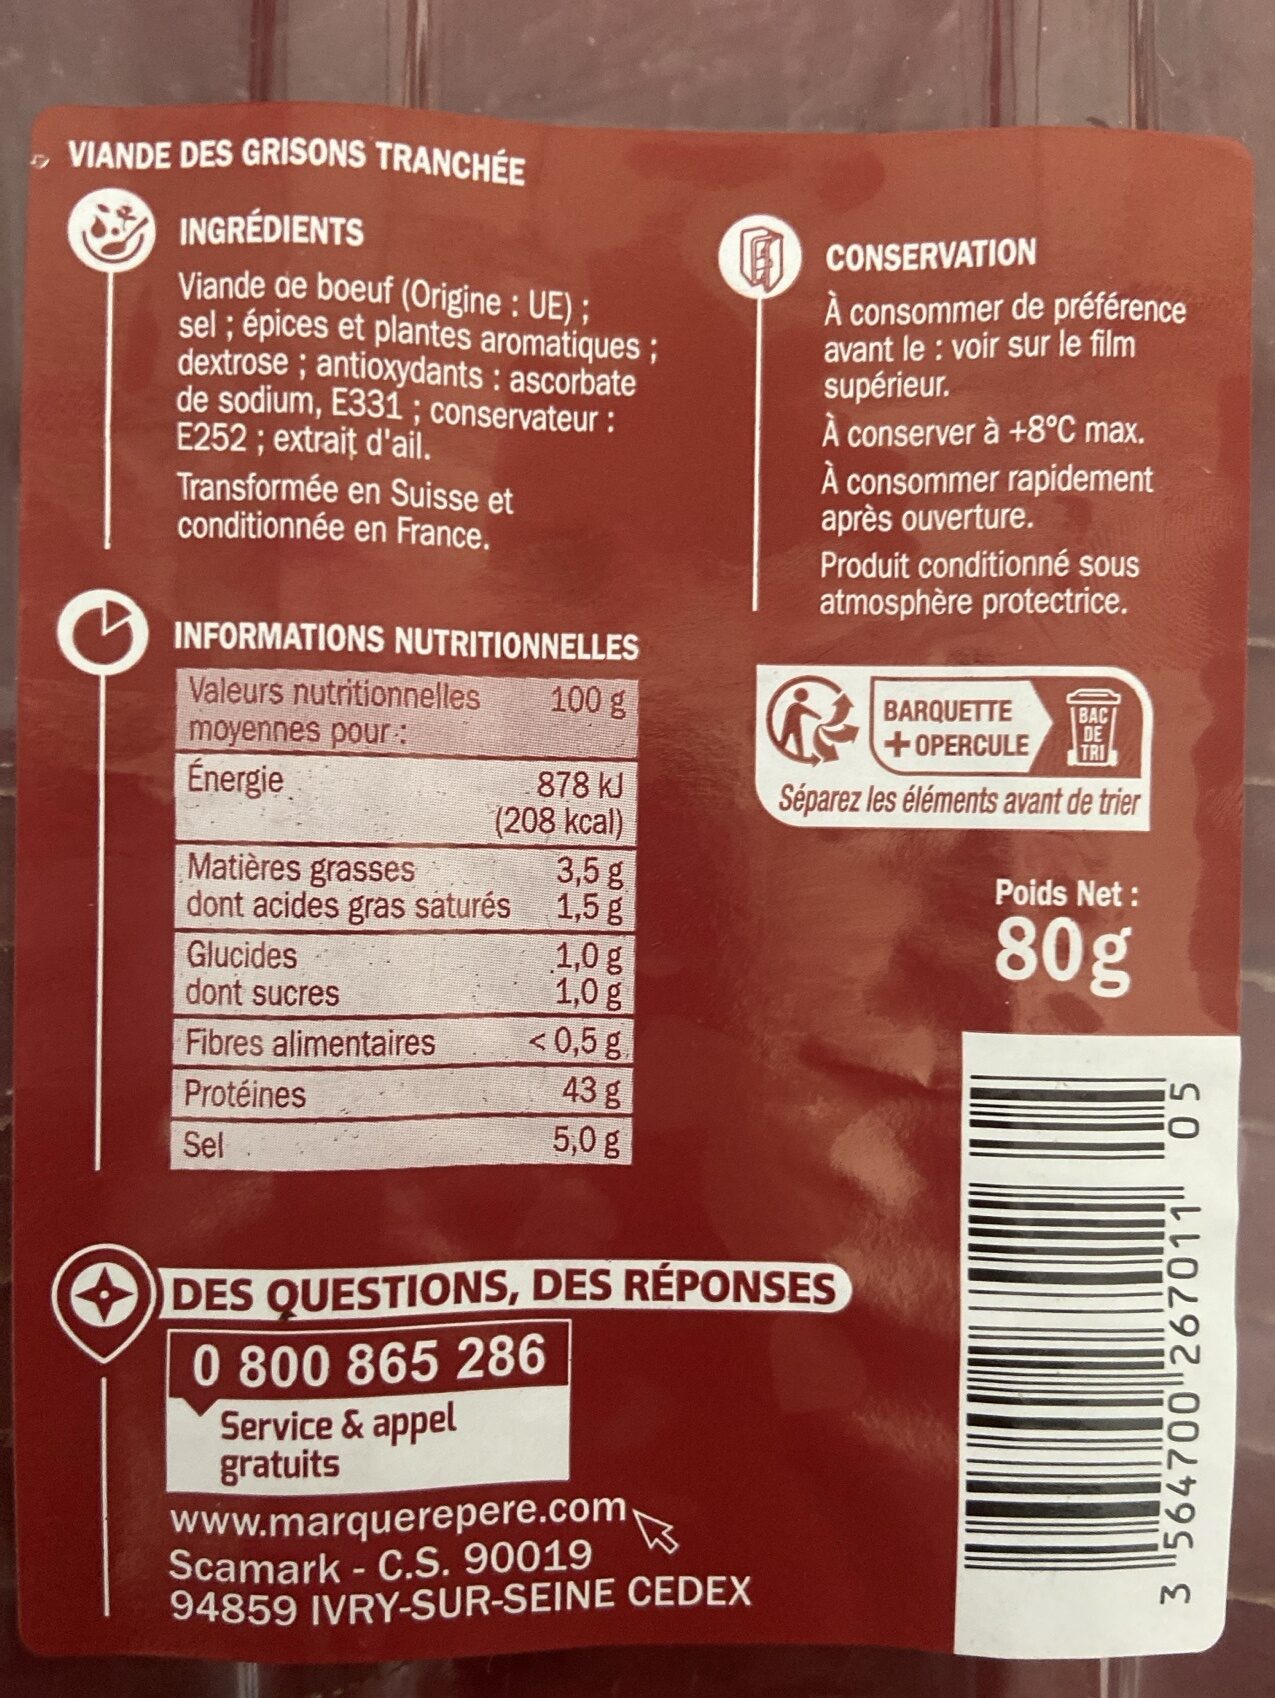 VIANDE DES GRISONS TRANCHÉE
INGRÉDIENTS
Viande de boeuf (Origine : UE) ;
sel ; épices et plantes aromatiques ;
dextrose ; antioxydants : ascorbate
de sodium, E331 ; conservateur :
E252 ; extrait d'ail.
Transformée en Suisse et
conditionnée en France.
INFORMATIONS NUTRITIONNELLES
Valeurs nutritionnelles 100 g
moyennes pour :
Énergie 878 kJ
(208 kcal)
Matières grasses 3,5 g
dont acides gras saturés 1,5 g
Glucides 1,0 g
dont sucres 1,0 g
Fibres alimentaires < 0,5 g
Protéines 43 g
Sel 5,0 g
CONSERVATION
À consommer de préférence
avant le : voir sur le film
supérieur.
À conserver à +8°C max.
À consommer rapidement
après ouverture.
Produit conditionné sous
atmosphère protectrice.
BARQUETTE
+ OPERCULE
BAC
DE
TRI
Séparez les éléments avant de trier
Poids Net :
80g
3 564700 267011 05
DES QUESTIONS, DES RÉPONSES
0 800 865 286
Service & appel
gratuits
www.marquerepere.com
Scamark - C.S. 90019
94859 IVRY-SUR-SEINE CEDEX